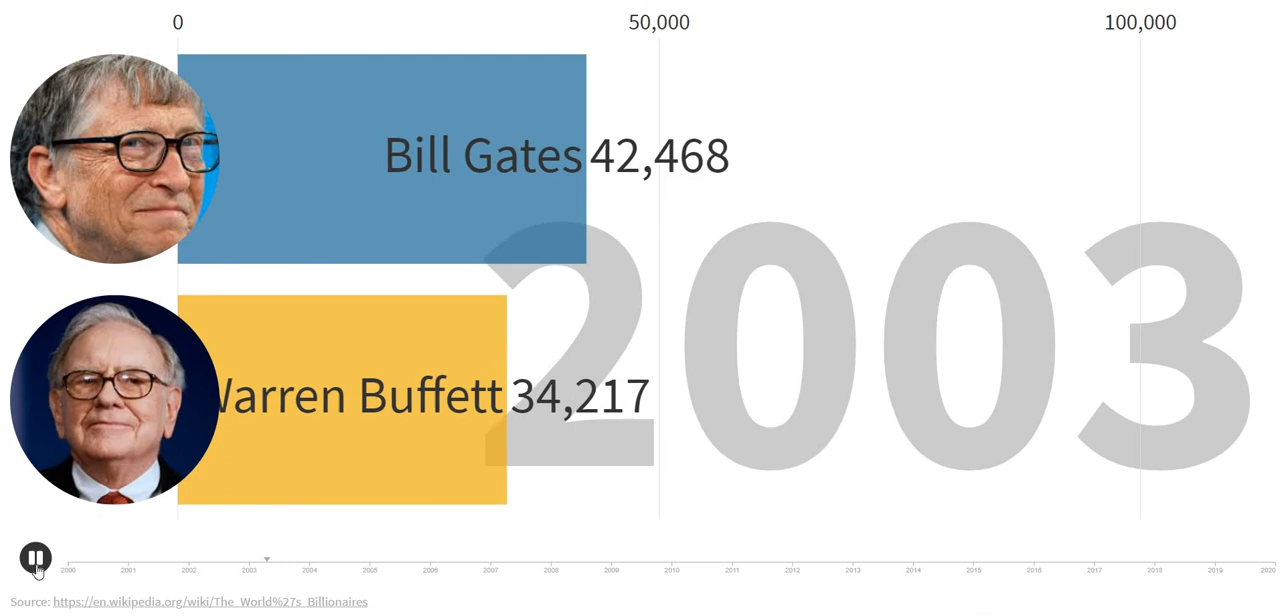 0 50,000 100,000
Bill Gates 42,468
2003
Warren Buffett 34,217
2000 2001 2002 2003 2004 2005 2006 2007 2008 2009 2010 2011 2012 2013 2014 2015 2016 2017 2018 2019 2020
Source: https://en.wikipedia.org/wiki/The_World%27s_Billionaires